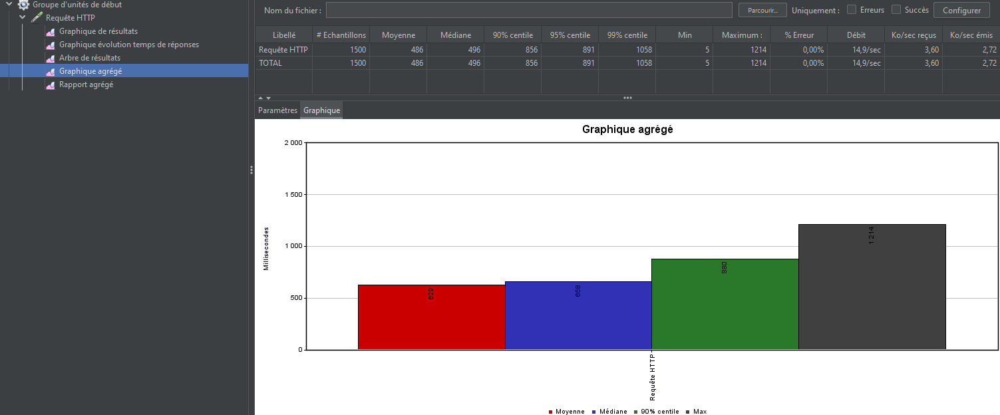 Groupe d'unités de début
Requête HTTP
Graphique de résultats
Graphique évolution temps de réponses
Arbre de résultats
Graphique agrégé
Rapport agrégé
Nom du fichier : Parcourir... Uniquement : Erreurs Succès Configurer
Libellé # Echantillons Moyenne Médiane 90% centile 95% centile 99% centile Min Maximum : % Erreur Débit Ko/sec reçus Ko/sec émis
Requête HTTP 1500 486 496 856 891 1058 5 1214 0,00% 14,9/sec 3,60 2,72
TOTAL 1500 486 496 856 891 1058 5 1214 0,00% 14,9/sec 3,60 2,72
Paramètres Graphique
Graphique agrégé
2 000
1 500
1 000
500
0
Millisecondes
629
658
880
1 214
Requête HTTP
Moyenne Médiane 90% centile Max